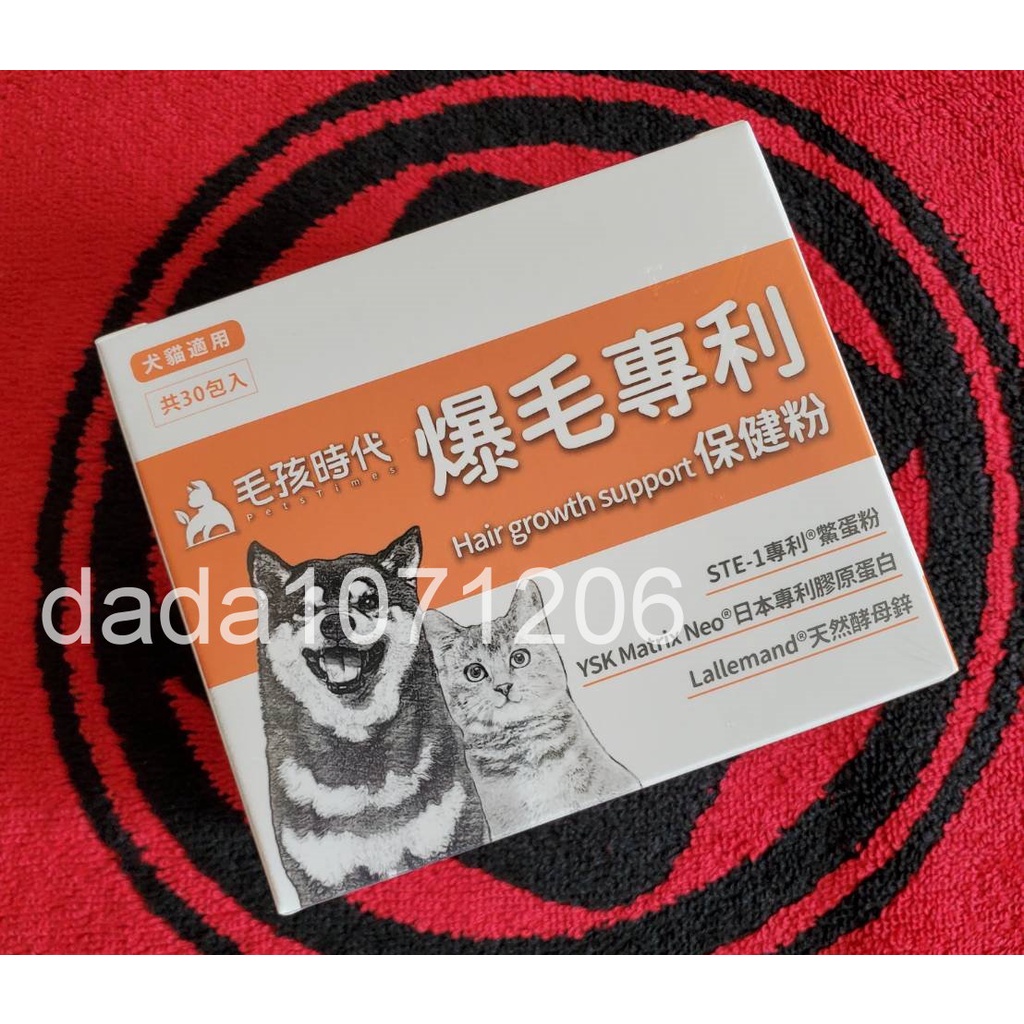 犬貓適用
共30包入
毛孩時代
PetsTimes
爆毛專利
Hair growth support 保健粉
STE-1專利®鱉蛋粉
YSK Matrix Neo®日本專利膠原蛋白
Lallemand®天然酵母鋅
dada1071206